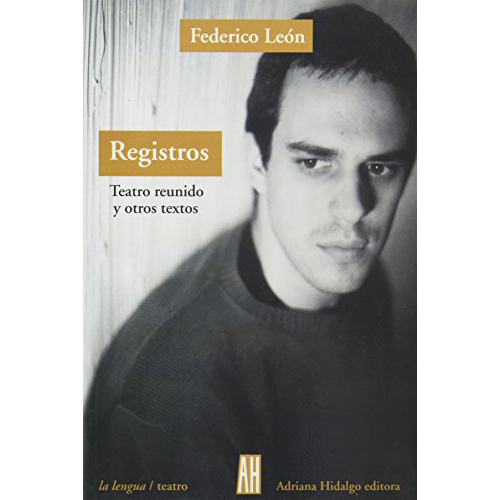 Federico León
Registros
Teatro reunido
y otros textos
la lengua / teatro
AH
Adriana Hidalgo editora